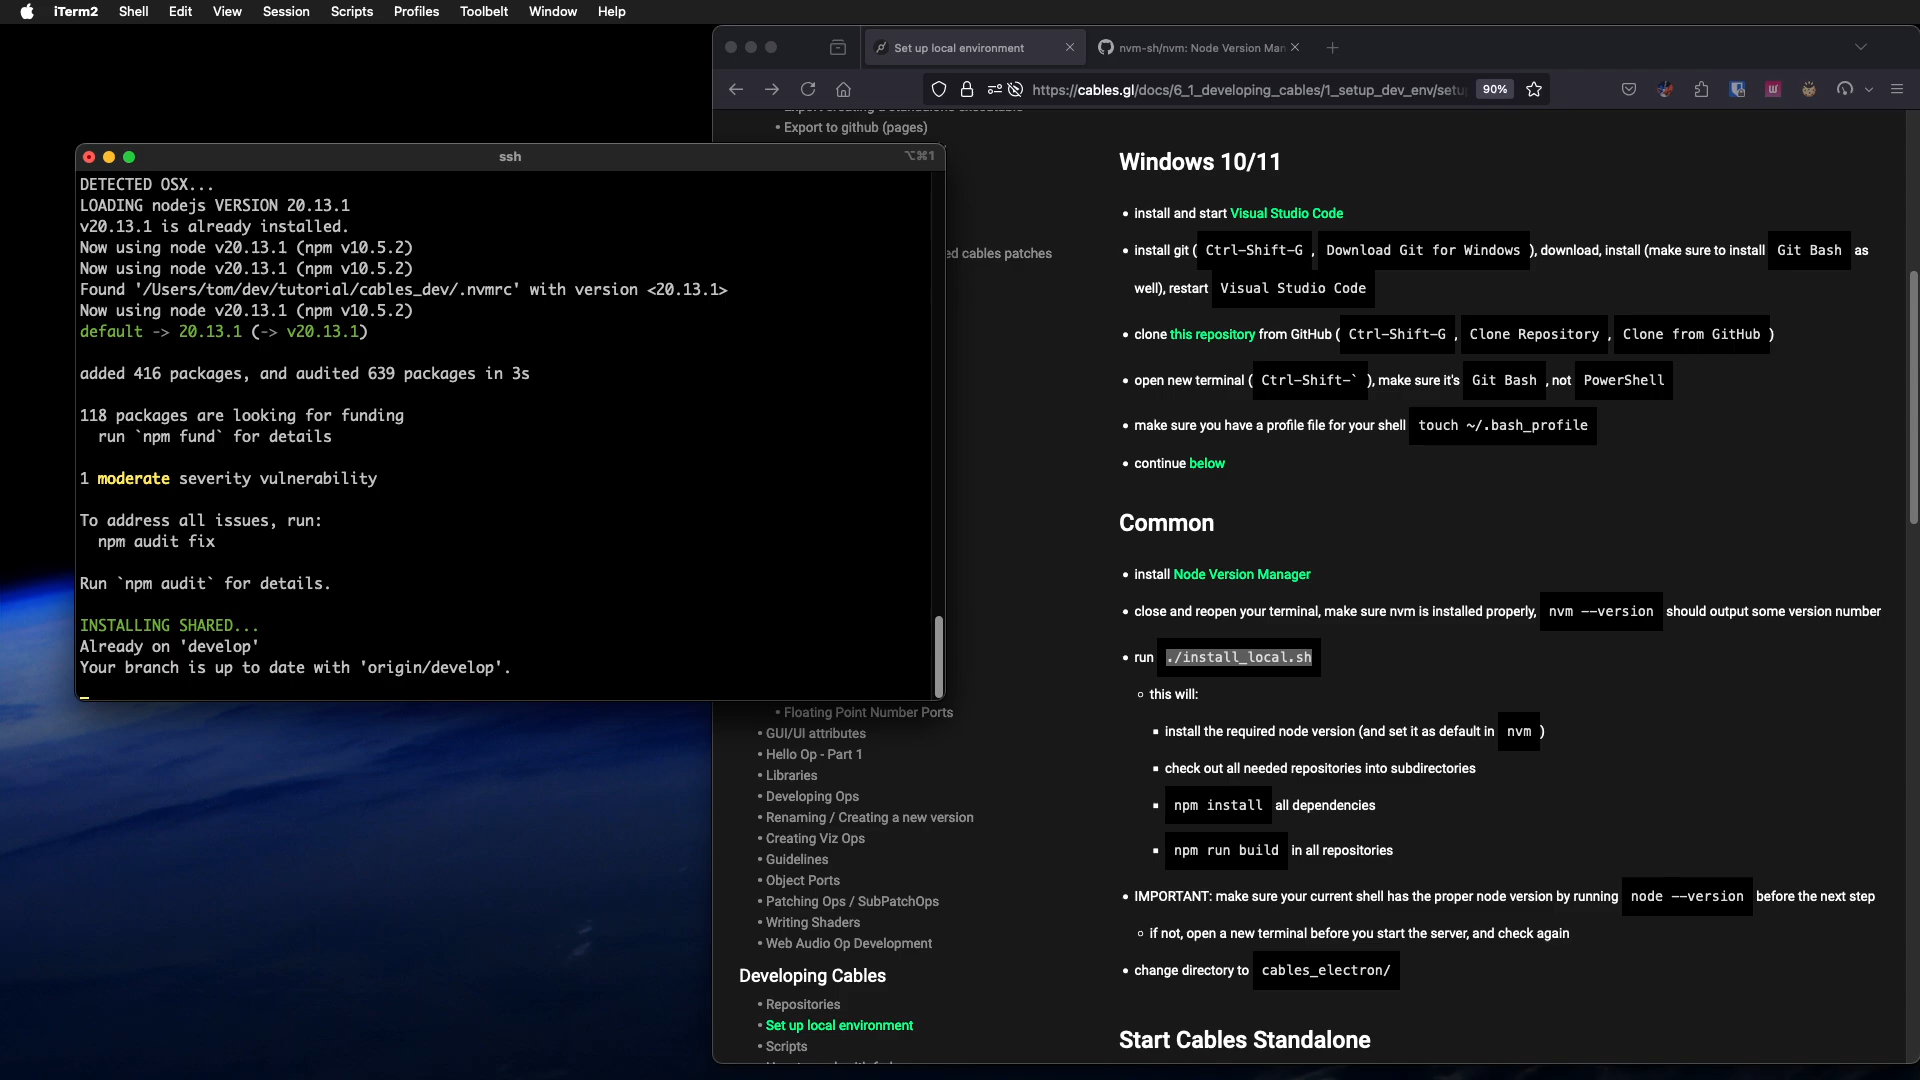 iTerm2 Shell Edit View Session Scripts Profiles Toolbelt Window Help
Set up local environment
nvm-sh/nvm: Node Version Man
https://cables.gl/docs/6_1_developing_cables/1_setup_dev_env/setu
90%
• Export to github (pages)
ssh
⌥⌘1
DETECTED OSX...
LOADING nodejs VERSION 20.13.1
v20.13.1 is already installed.
Now using node v20.13.1 (npm v10.5.2)
Now using node v20.13.1 (npm v10.5.2)
Found '/Users/tom/dev/tutorial/cables_dev/.nvmrc' with version <20.13.1>
Now using node v20.13.1 (npm v10.5.2)
default -> 20.13.1 (-> v20.13.1)
added 416 packages, and audited 639 packages in 3s
118 packages are looking for funding
run `npm fund` for details
1 moderate severity vulnerability
To address all issues, run:
npm audit fix
Run `npm audit` for details.
INSTALLING SHARED...
Already on 'develop'
Your branch is up to date with 'origin/develop'.
ed cables patches
• Floating Point Number Ports
• GUI/UI attributes
• Hello Op - Part 1
• Libraries
• Developing Ops
• Renaming / Creating a new version
• Creating Viz Ops
• Guidelines
• Object Ports
• Patching Ops / SubPatchOps
• Writing Shaders
• Web Audio Op Development
Developing Cables
• Repositories
• Set up local environment
• Scripts
Windows 10/11
• install and start Visual Studio Code
• install git ( Ctrl-Shift-G , Download Git for Windows ), download, install (make sure to install Git Bash as
well), restart Visual Studio Code
• clone this repository from GitHub ( Ctrl-Shift-G , Clone Repository , Clone from GitHub )
• open new terminal ( Ctrl-Shift-` ), make sure it's Git Bash , not PowerShell
• make sure you have a profile file for your shell touch ~/.bash_profile
• continue below
Common
• install Node Version Manager
• close and reopen your terminal, make sure nvm is installed properly, nvm --version should output some version number
• run ./install_local.sh
◦ this will:
▪ install the required node version (and set it as default in nvm )
▪ check out all needed repositories into subdirectories
▪ npm install all dependencies
▪ npm run build in all repositories
• IMPORTANT: make sure your current shell has the proper node version by running node --version before the next step
◦ if not, open a new terminal before you start the server, and check again
• change directory to cables_electron/
Start Cables Standalone